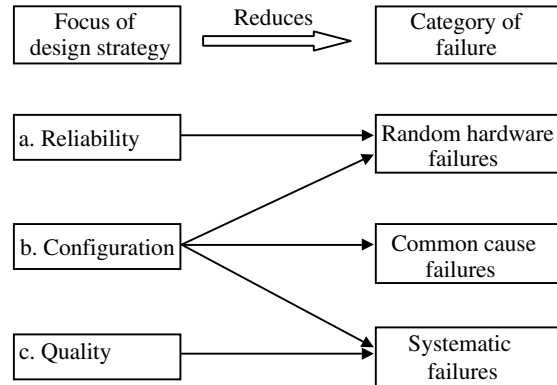 Focus of
design strategy
Reduces
Category of
failure
a. Reliability
Random hardware
failures
b. Configuration
Common cause
failures
c. Quality
Systematic
failures